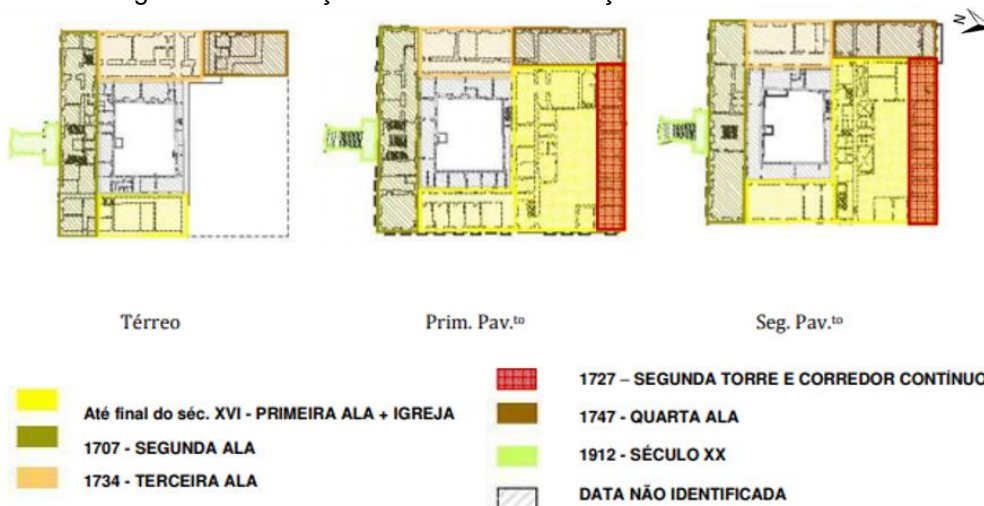 Térreo
Prim. Pav.to
Seg. Pav.to
Até final do séc. XVI - PRIMEIRA ALA + IGREJA
1707 - SEGUNDA ALA
1734 - TERCEIRA ALA
1727 – SEGUNDA TORRE E CORREDOR CONTÍNUO
1747 - QUARTA ALA
1912 - SÉCULO XX
DATA NÃO IDENTIFICADA
N